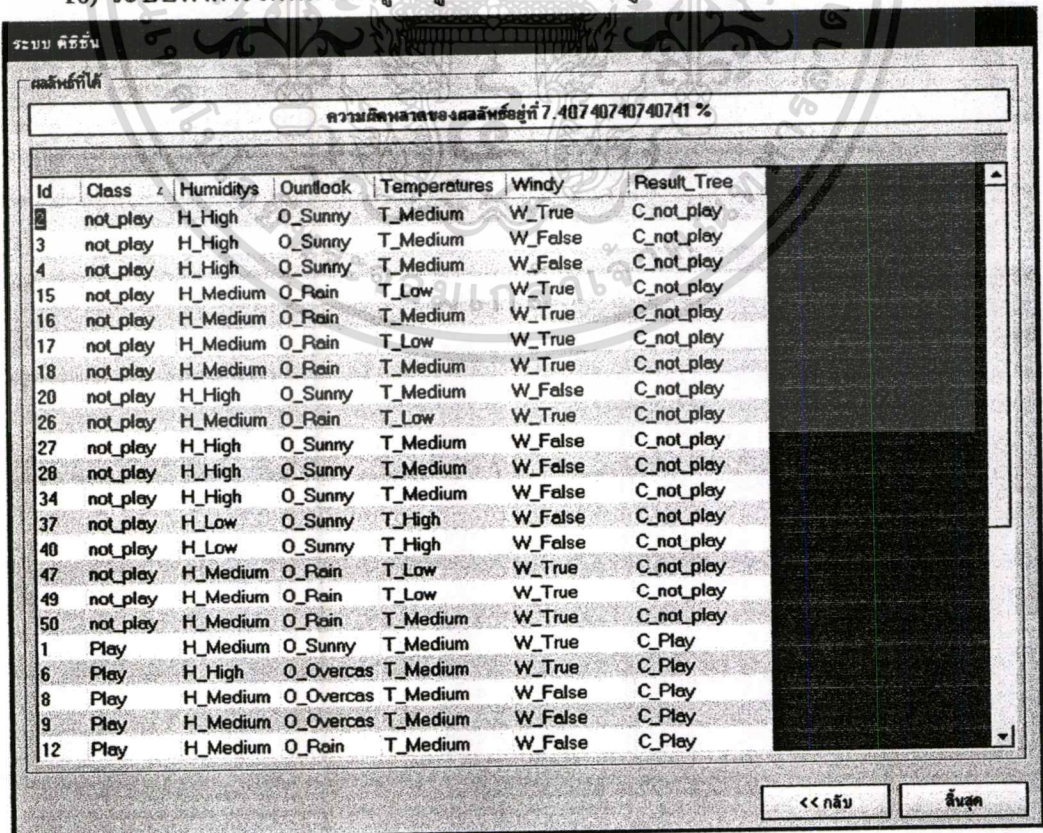 ระบบ ดิซิชั่น
ผลลัพธ์ที่ได้
ความผิดพลาดของผลลัพธ์อยู่ที่ 7.40740740740741 %
Id Class Humiditys Ountlook Temperatures Windy Result_Tree
2 not_play H_High O_Sunny T_Medium W_True C_not_play
3 not_play H_High O_Sunny T_Medium W_False C_not_play
4 not_play H_High O_Sunny T_Medium W_False C_not_play
15 not_play H_Medium O_Rain T_Low W_True C_not_play
16 not_play H_Medium O_Rain T_Medium W_True C_not_play
17 not_play H_Medium O_Rain T_Low W_True C_not_play
18 not_play H_Medium O_Rain T_Medium W_True C_not_play
20 not_play H_High O_Sunny T_Medium W_False C_not_play
26 not_play H_Medium O_Rain T_Low W_True C_not_play
27 not_play H_High O_Sunny T_Medium W_False C_not_play
28 not_play H_High O_Sunny T_Medium W_False C_not_play
34 not_play H_High O_Sunny T_Medium W_False C_not_play
37 not_play H_Low O_Sunny T_High W_False C_not_play
40 not_play H_Low O_Sunny T_High W_False C_not_play
47 not_play H_Medium O_Rain T_Low W_True C_not_play
49 not_play H_Medium O_Rain T_Low W_True C_not_play
50 not_play H_Medium O_Rain T_Medium W_True C_not_play
1 Play H_Medium O_Sunny T_Medium W_True C_Play
6 Play H_High O_Overcas T_Medium W_True C_Play
8 Play H_Medium O_Overcas T_Medium W_False C_Play
9 Play H_Medium O_Overcas T_Medium W_False C_Play
12 Play H_Medium O_Rain T_Medium W_False C_Play
<< กลับ สิ้นสุด